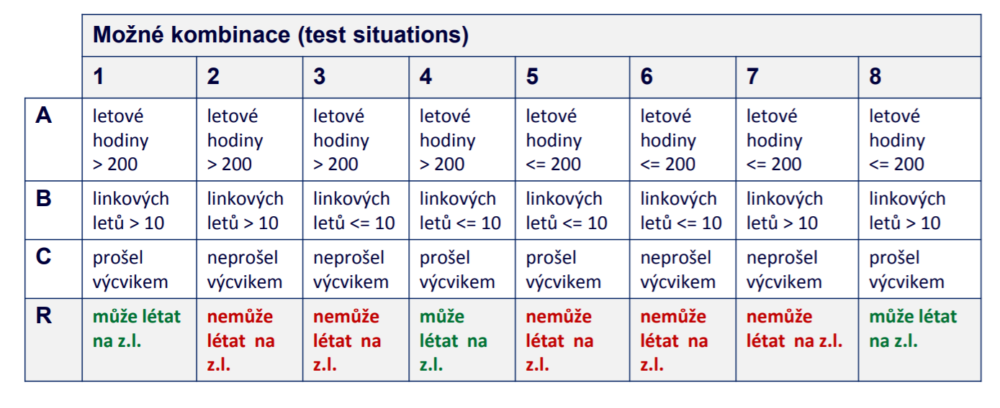 Možné kombinace (test situations)
1 2 3 4 5 6 7 8
A letové letové letové letové letové letové letové letové
hodiny hodiny hodiny hodiny hodiny hodiny hodiny hodiny
> 200 > 200 > 200 > 200 <= 200 <= 200 <= 200 <= 200
B linkových linkových linkových linkových linkových linkových linkových linkových
letů > 10 letů > 10 letů <= 10 letů <= 10 letů <= 10 letů <= 10 letů > 10 letů > 10
C prošel neprošel neprošel prošel prošel neprošel neprošel prošel
výcvikem výcvikem výcvikem výcvikem výcvikem výcvikem výcvikem výcvikem
R může létat nemůže nemůže může nemůže nemůže nemůže může létat
na z.l. létat na létat na létat na létat na létat na létat na z.l. na z.l.
z.l. z.l. z.l. z.l. z.l.